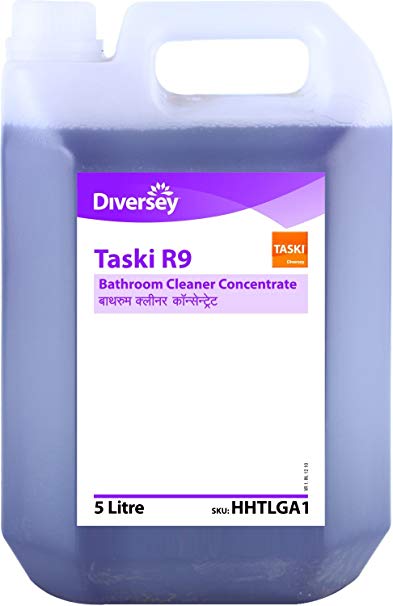 Diversey
Taski R9
TASKI
Diversey
Bathroom Cleaner Concentrate
बाथरुम क्लीनर कॉन्सेन्ट्रेट
5 Litre
SKU: HHTLGA1